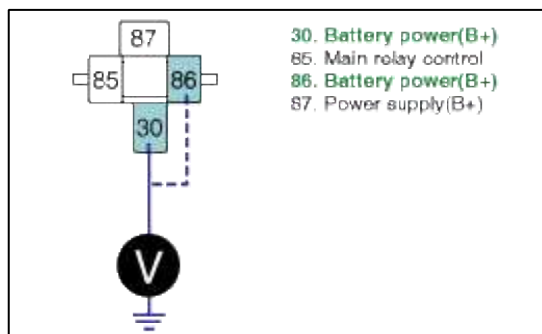 87
85 86
30
V
30. Battery power(B+)
85. Main relay control
86. Battery power(B+)
87. Power supply(B+)